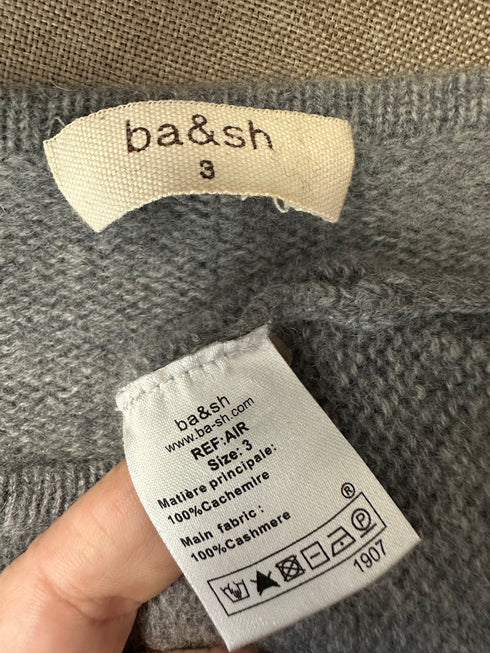 ba&sh
3
ba&sh
www.ba-sh.com
REF:AIR
Size: 3
Matière principale:
100%Cachemire
Main fabric:
100%Cashmere
®
P
1907